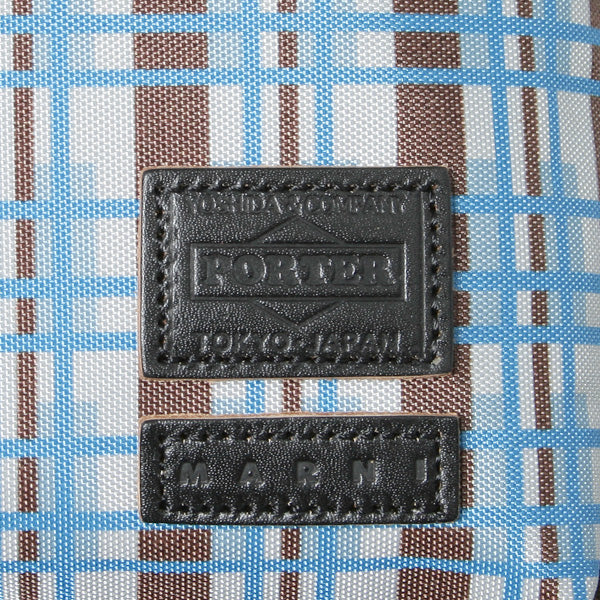 YOSHIDA & COMPANY
PORTER
TOKYO JAPAN
MARNI